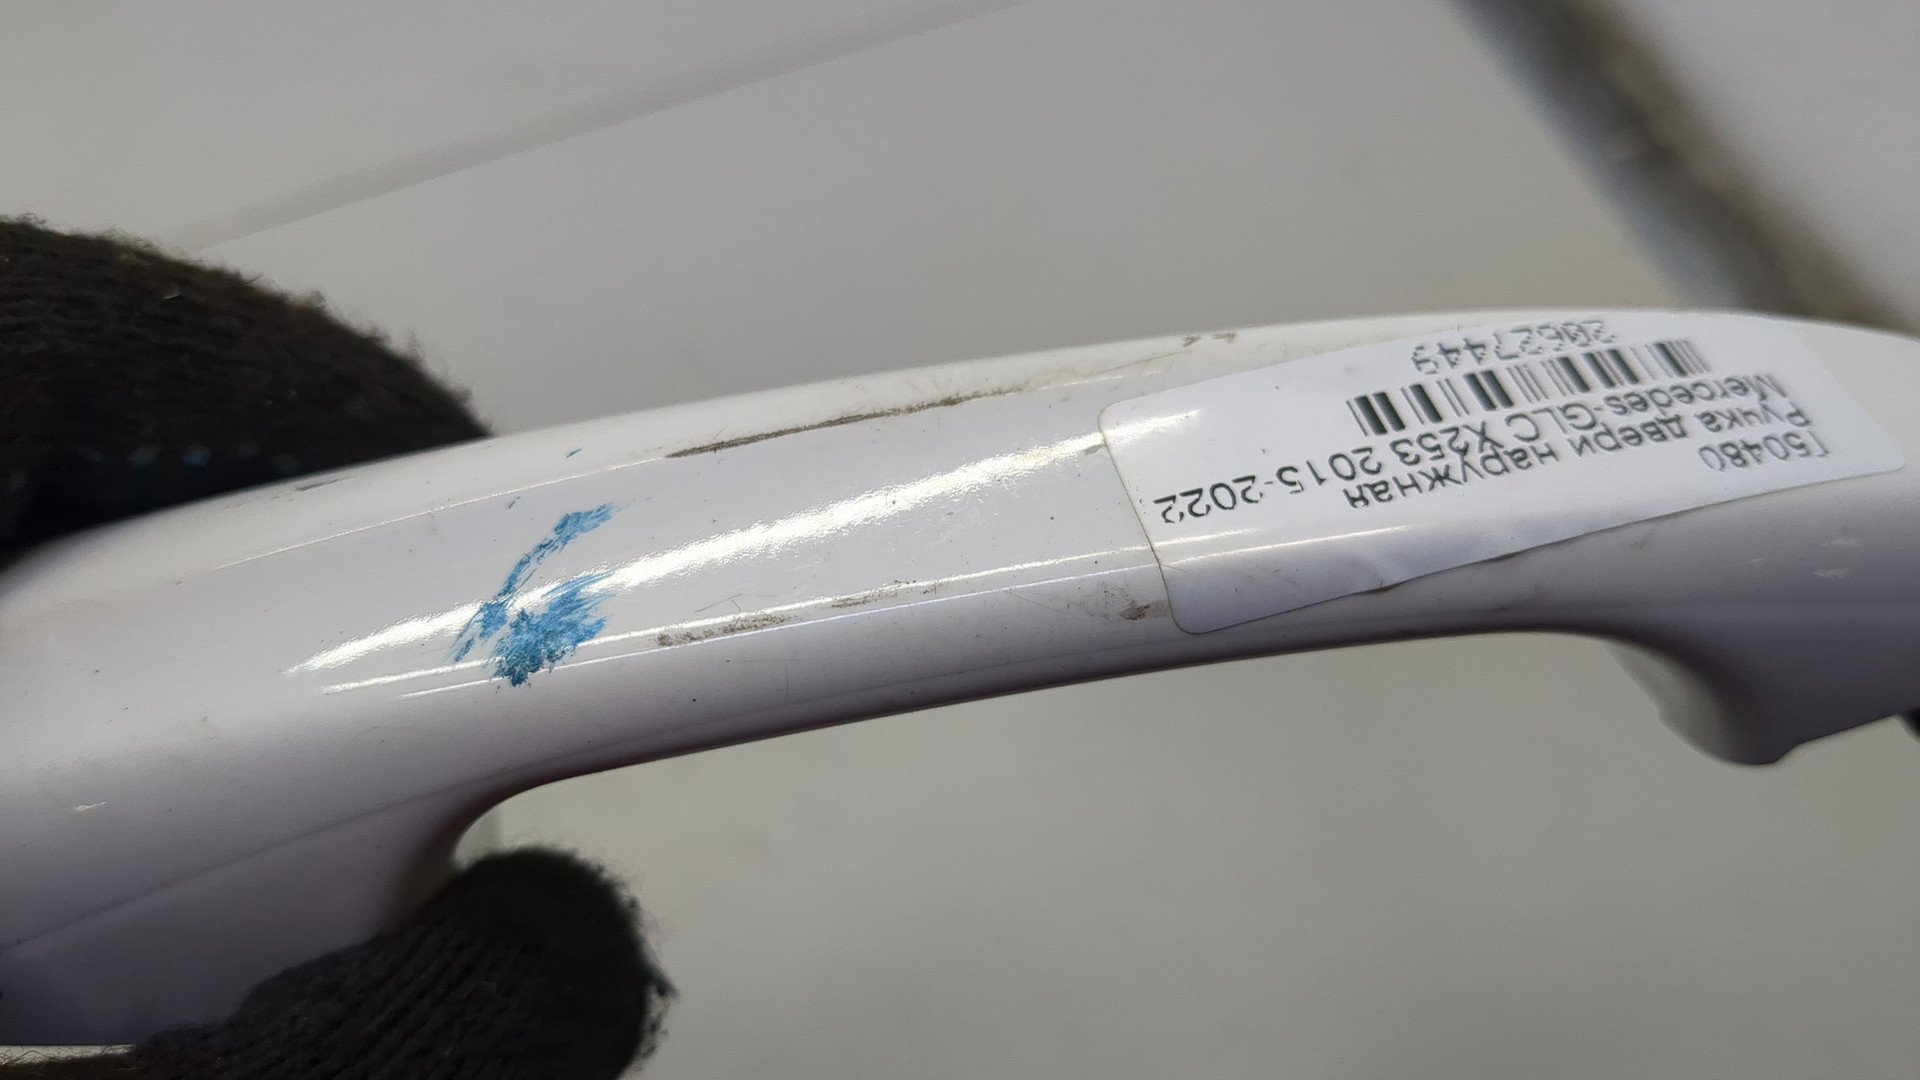 T50480
Ручка двери наружная
Mercedes-GLC X253 2015-2022
20627449